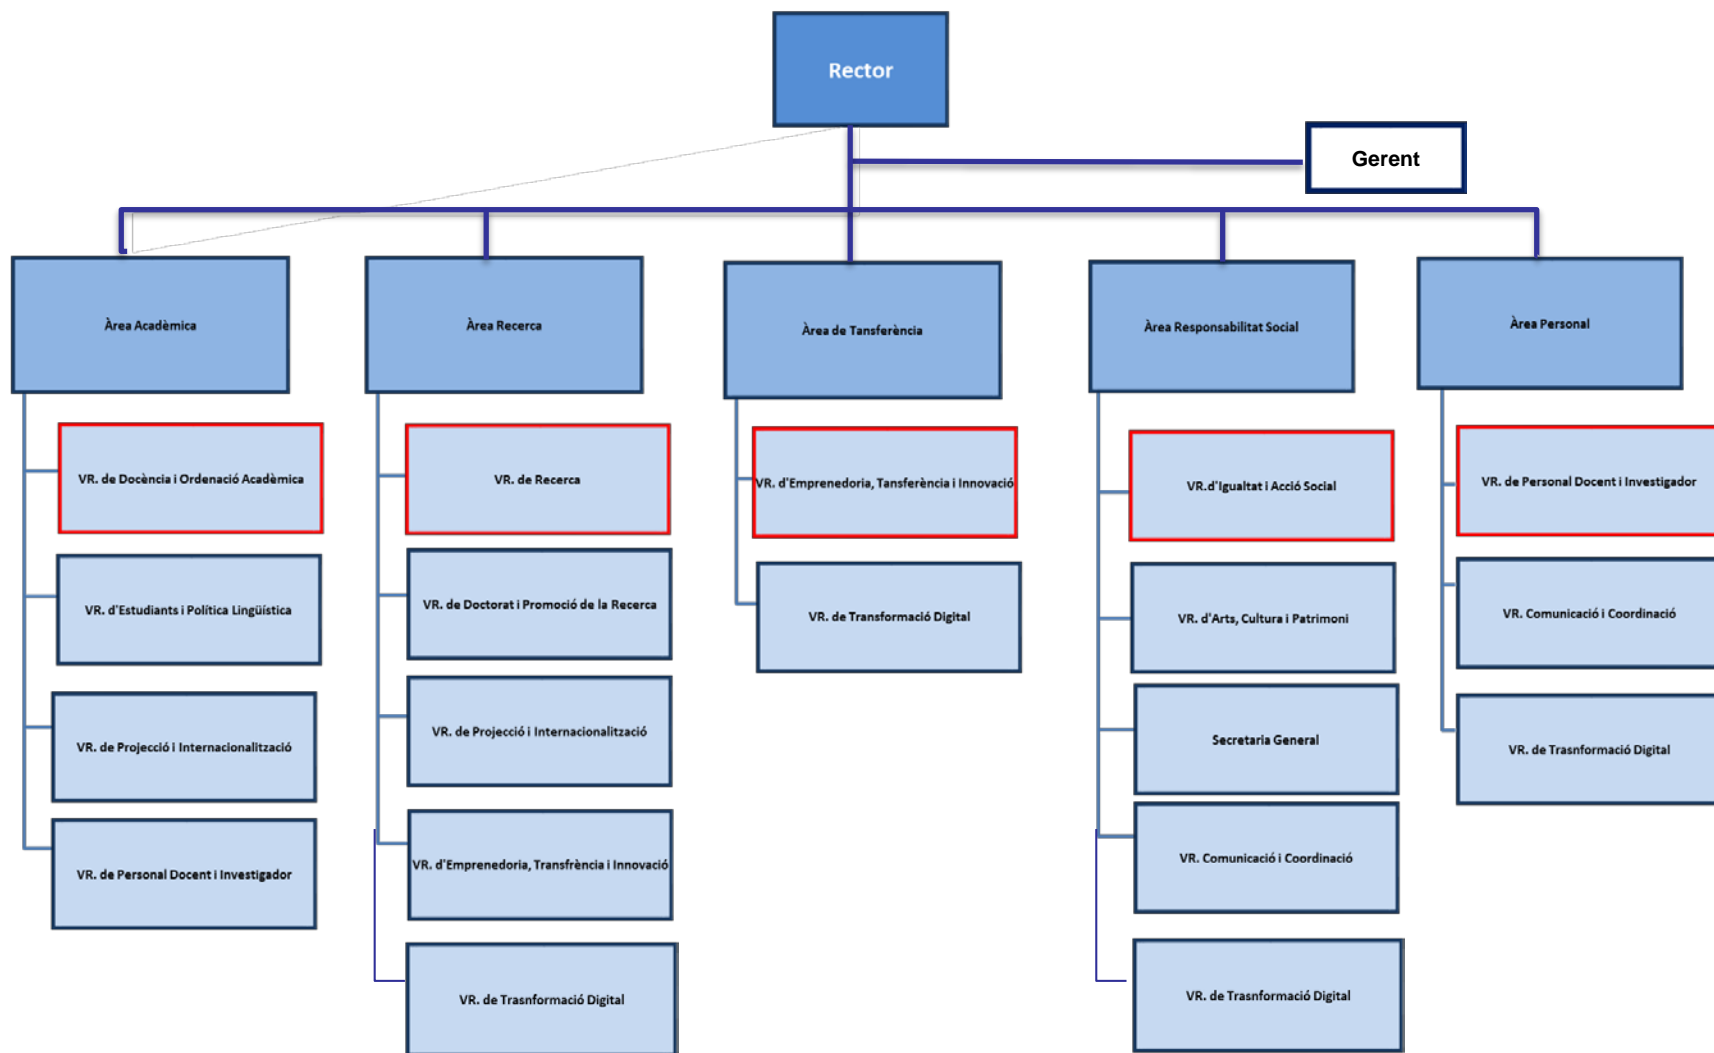 Rector
Gerent
Àrea Acadèmica
VR. de Docència i Ordenació Acadèmica
VR. d'Estudiants i Política Lingüística
VR. de Projecció i Internacionalització
VR. de Personal Docent i Investigador
Àrea Recerca
VR. de Recerca
VR. de Doctorat i Promoció de la Recerca
VR. de Projecció i Internacionalització
VR. d'Emprenedoria, Transfrència i Innovació
VR. de Trasnformació Digital
Àrea de Tansferència
VR. d'Emprenedoria, Tansferència i Innovació
VR. de Transformació Digital
Àrea Responsabilitat Social
VR.d'Igualtat i Acció Social
VR. d'Arts, Cultura i Patrimoni
Secretaria General
VR. Comunicació i Coordinació
VR. de Trasnformació Digital
Àrea Personal
VR. de Personal Docent i Investigador
VR. Comunicació i Coordinació
VR. de Trasnformació Digital